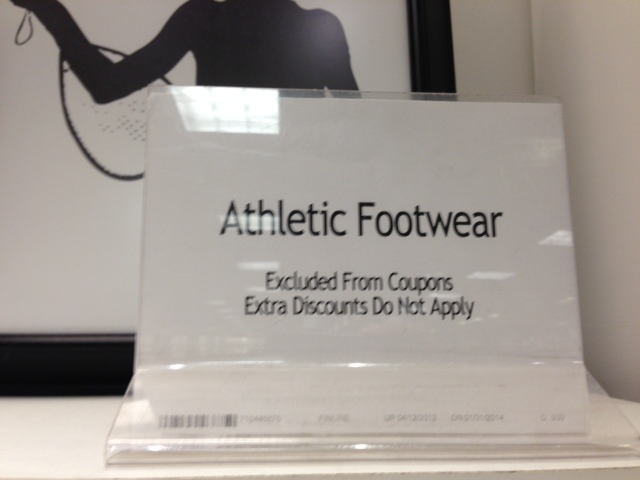 Athletic Footwear
Excluded From Coupons
Extra Discounts Do Not Apply